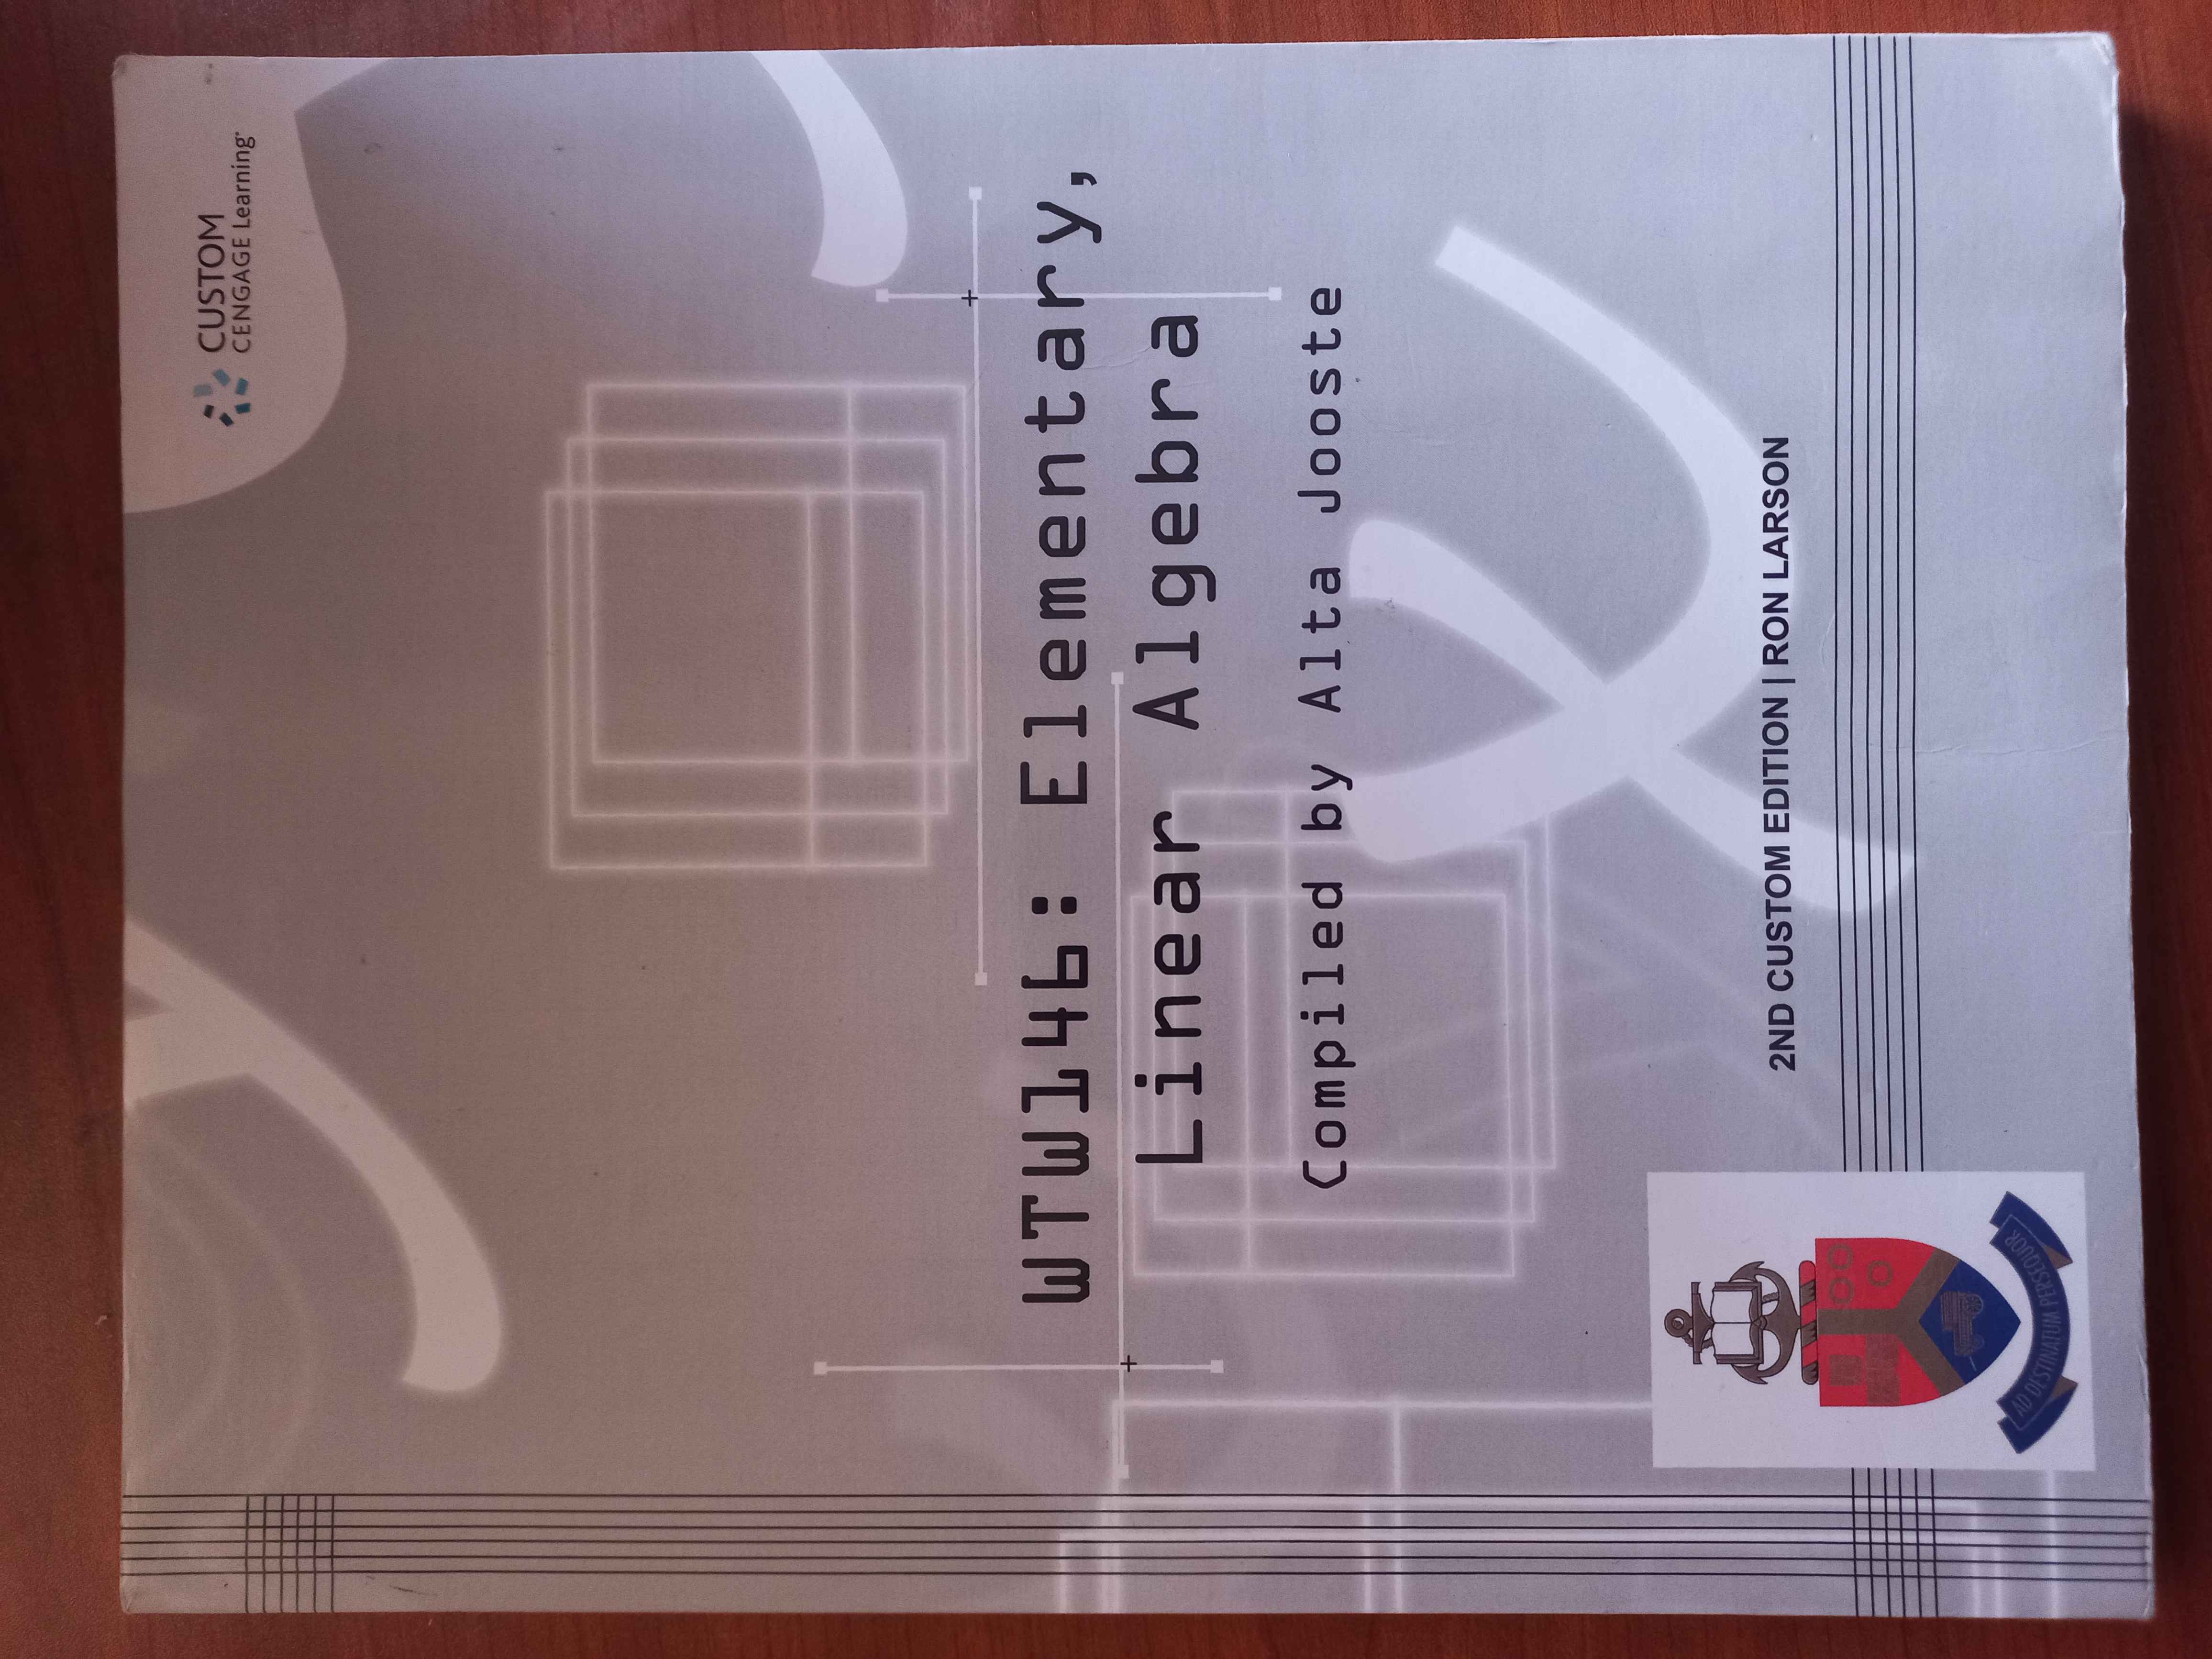 CUSTOM
CENGAGE Learning®
WTW146: Elementary,
Linear Algebra
Compiled by Alta Jooste
2ND CUSTOM EDITION | RON LARSON
AD DESTINATUM PERSEQUOR